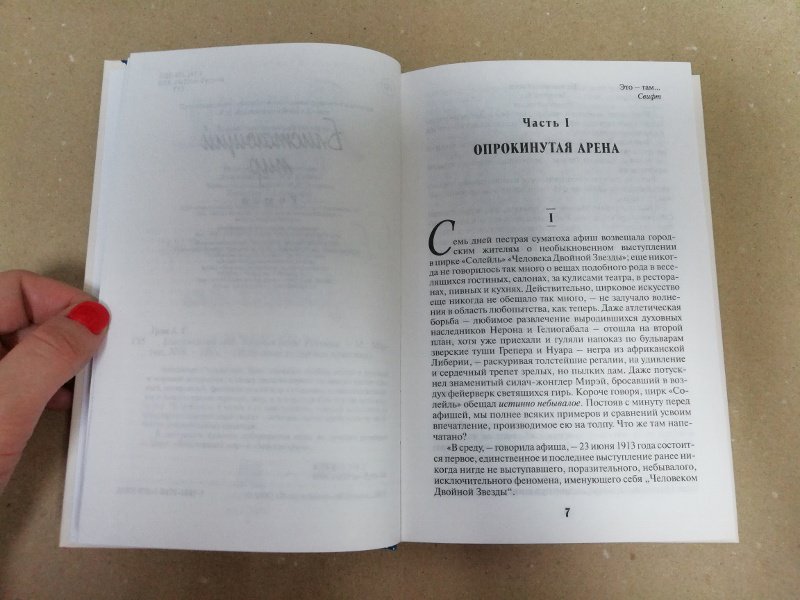 Блистающий
мир
Это – там...
Свифт
Часть I
ОПРОКИНУТАЯ АРЕНА
I
Семь дней пестрая суматоха афиш возвещала город-
ским жителям о необыкновенном выступлении
в цирке «Солейль» «Человека Двойной Звезды»; еще никог-
да не говорилось так много о вещах подобного рода в весе-
лящихся гостиных, салонах, за кулисами театра, в рестора-
нах, пивных и кухнях. Действительно, цирковое искусство
еще никогда не обещало так много, – не залучало волне-
ния в область любопытства, как теперь. Даже атлетическая
борьба – любимое развлечение выродившихся духовных
наследников Нерона и Гелиогабала – отошла на второй
план, хотя уже приехали и гуляли напоказ по бульварам
зверские туши Грепера и Нуара – негра из африканской
Либерии, – раскуривая толстейшие регалии, на удивление
и сердечный трепет зрелых, но пылких дам. Даже потуск-
нел знаменитый силач-жонглер Мирэй, бросавший в воз-
дух фейерверк светящихся гирь. Короче говоря, цирк «Со-
лейль» обещал истинно небывалое. Постояв с минуту перед
афишей, мы полнее всяких примеров и сравнений усвоим
впечатление, производимое ею на толпу. Что же там напе-
чатано?
«В среду, – говорила афиша, – 23 июня 1913 года состоит-
ся первое, единственное и последнее выступление ранее ни-
когда нигде не выступавшего, поразительного, небывалого,
исключительного феномена, именующего себя „Человеком
Двойной Звезды“.
7